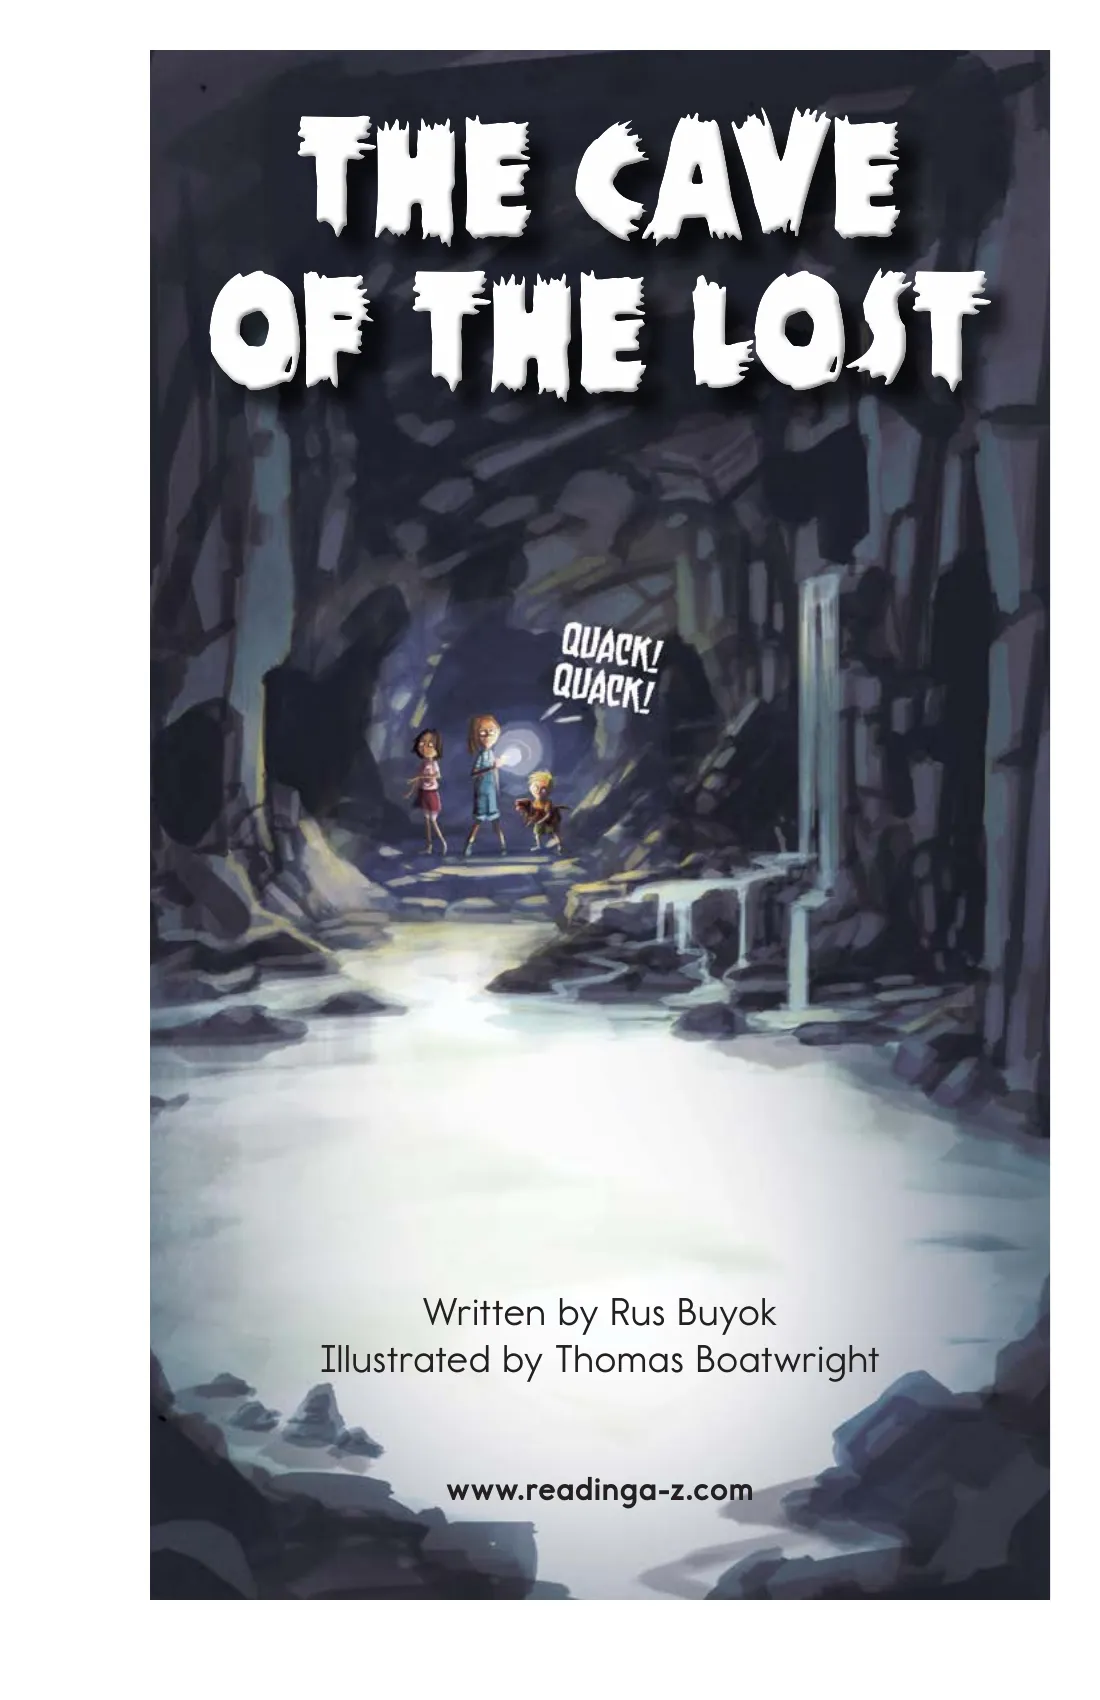 THE CAVE
OF THE LOST
QUACK!
QUACK!
Written by Rus Buyok
Illustrated by Thomas Boatwright
www.readinga-z.com